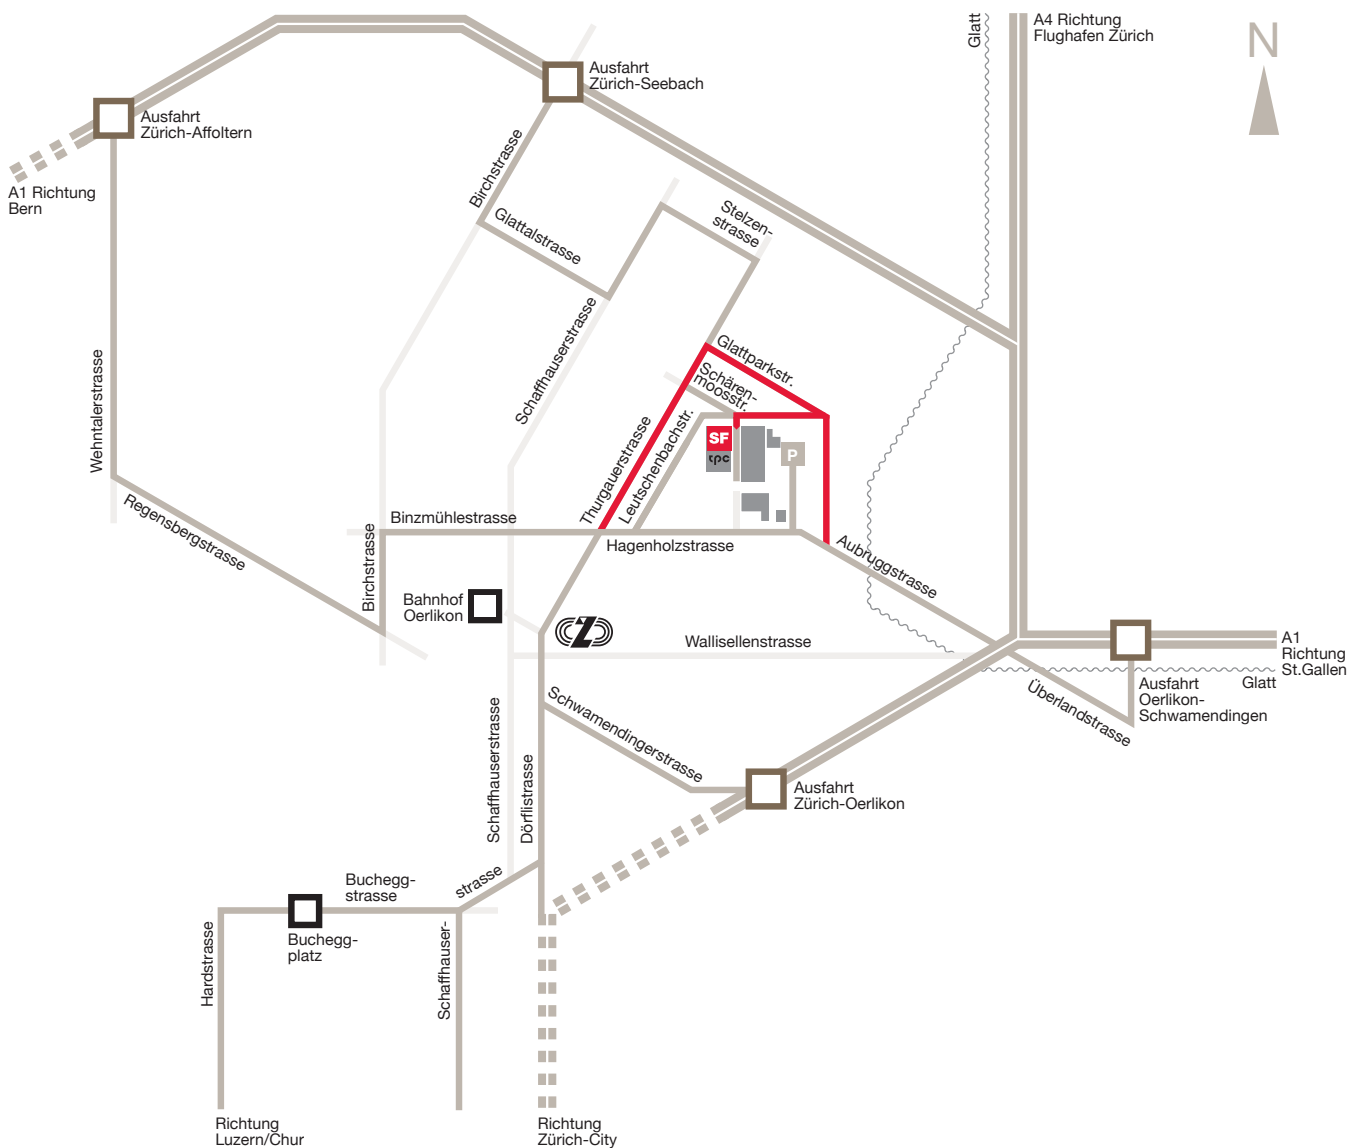 Glatt
A4 Richtung
Flughafen Zürich
N
Ausfahrt
Zürich-Seebach
Ausfahrt
Zürich-Affoltern
A1 Richtung
Bern
Birchstrasse
Glattalstrasse
Stelzen-
strasse
Schaffhauserstrasse
Wehntalerstrasse
Glattparkstr.
Schären-
moosstr.
Thurgauerstrasse
Leutschenbachstr.
SF
tpc
P
Regensbergstrasse
Birchstrasse
Binzmühlestrasse
Hagenholzstrasse
Aubruggstrasse
Bahnhof
Oerlikon
Z
Wallisellenstrasse
A1
Richtung
St.Gallen
Glatt
Ausfahrt
Oerlikon-
Schwamendingen
Überlandstrasse
Schwamendingerstrasse
Schaffhauserstrasse
Dörflistrasse
Ausfahrt
Zürich-Oerlikon
Bucheggstrasse
Buchegg-
platz
Hardstrasse
Schaffhauser-
strasse
Richtung
Luzern/Chur
Richtung
Zürich-City